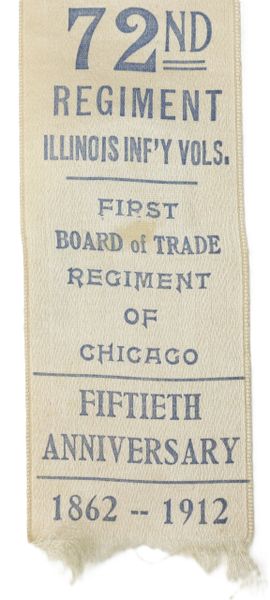 72ND
REGIMENT
ILLINOIS INF'Y VOLS.
FIRST
BOARD of TRADE
REGIMENT
OF
CHICAGO
FIFTIETH
ANNIVERSARY
1862 -- 1912